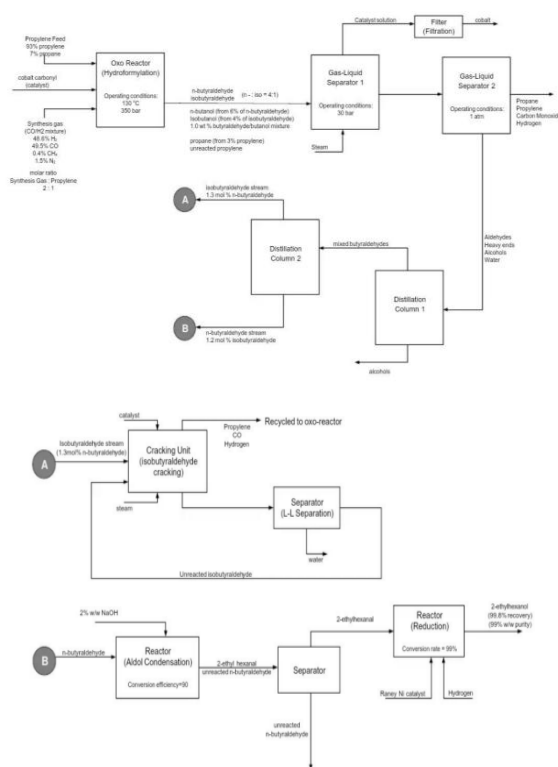 Propylene Feed
93% propylene
7% propane
cobalt carbonyl
(catalyst)
Synthesis gas
(CO/H2 mixture)
48.6% H₂
49.5% CO
0.4% CH₄
1.5% N₂
molar ratio
Synthesis Gas : Propylene
2 : 1
Oxo Reactor
(Hydroformylation)
Operating conditions:
130 °C
350 bar
n-butyraldehyde (n – : iso = 4:1)
isobutyraldehyde
n-butanol (from 6% of n-butyraldehyde)
Isobutanol (from 4% of isobutyraldehyde)
1.0 wt % butyraldehyde/butanol mixture
propane (from 3% propylene)
unreacted propylene
Catalyst solution
Filter
(Filtration)
cobalt
Gas-Liquid
Separator 1
Operating conditions:
30 bar
Steam
Gas-Liquid
Separator 2
Operating conditions:
1 atm
Propane
Propylene
Carbon Monoxide
Hydrogen
Aldehydes
Heavy ends
Alcohols
Water
A
isobutyraldehyde stream
1.3 mol % n-butyraldehyde
Distillation
Column 2
mixed butyraldehydes
Distillation
Column 1
alcohols
B
n-butyraldehyde stream
1.2 mol % isobutyraldehyde
catalyst
A
Isobutyraldehyde stream
(1.3mol% n-butyraldehyde)
Cracking Unit
(isobutyraldehyde
cracking)
steam
Propylene
CO
Hydrogen
Recycled to oxo-reactor
Separator
(L-L Separation)
water
Unreacted isobutyraldehyde
2% w/w NaOH
B
n-butyraldehyde
Reactor
(Aldol Condensation)
Conversion efficiency=90
2-ethyl hexanal
unreacted n-butyraldehyde
Separator
2-ethylhexanal
unreacted
n-butyraldehyde
Reactor
(Reduction)
Conversion rate = 99%
Raney Ni catalyst
Hydrogen
2-ethylhexanol
(99.8% recovery)
(99% w/w purity)